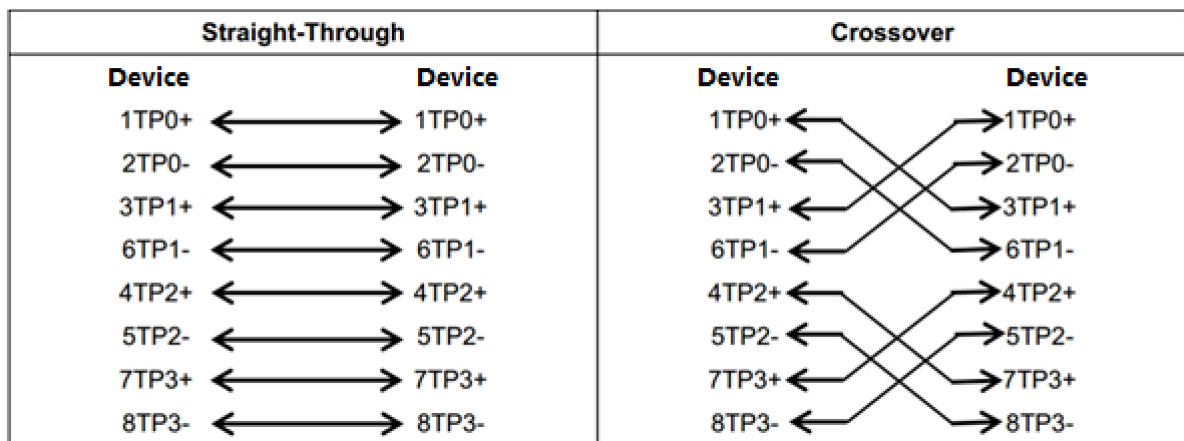 Straight-Through Crossover
Device Device Device Device
1TP0+ 1TP0+ 1TP0+ 1TP0+
2TP0- 2TP0- 2TP0- 2TP0-
3TP1+ 3TP1+ 3TP1+ 3TP1+
6TP1- 6TP1- 6TP1- 6TP1-
4TP2+ 4TP2+ 4TP2+ 4TP2+
5TP2- 5TP2- 5TP2- 5TP2-
7TP3+ 7TP3+ 7TP3+ 7TP3+
8TP3- 8TP3- 8TP3- 8TP3-